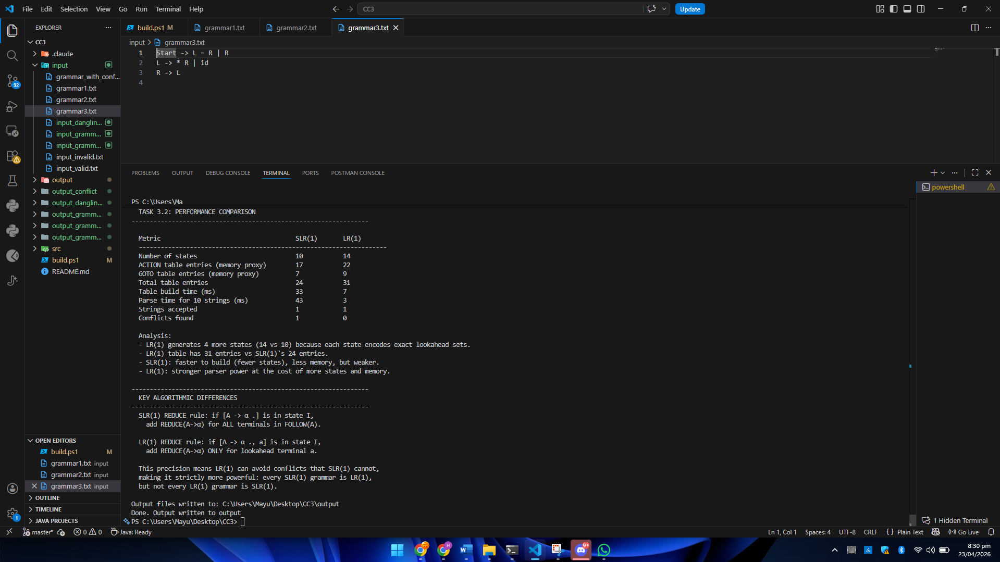 File Edit Selection View Go Run Terminal Help
CC3
Update
EXPLORER
CC3
.claude
input
grammar_with_conf...
grammar1.txt
grammar2.txt
grammar3.txt
input_danglin...
input_gramm...
input_gramm...
input_invalid.txt
input_valid.txt
output
output_conflict
output_danglin...
output_gramm...
output_gramm...
output_gramm...
src
build.ps1 M
README.md
92
OPEN EDITORS
build.ps1 M
grammar1.txt input
grammar2.txt input
grammar3.txt input
OUTLINE
TIMELINE
JAVA PROJECTS
1
build.ps1 M
grammar1.txt
grammar2.txt
grammar3.txt
input > grammar3.txt
1 Start -> L = R | R
2 L -> * R | id
3 R -> L
4
PROBLEMS OUTPUT DEBUG CONSOLE TERMINAL PORTS POSTMAN CONSOLE
powershell
PS C:\Users\Ma
TASK 3.2: PERFORMANCE COMPARISON
-----------------------------------------------------------------
Metric SLR(1) LR(1)
--------------------------------------------------------------------
Number of states 10 14
ACTION table entries (memory proxy) 17 22
GOTO table entries (memory proxy) 7 9
Total table entries 24 31
Table build time (ms) 33 7
Parse time for 10 strings (ms) 43 3
Strings accepted 1 1
Conflicts found 1 0
Analysis:
- LR(1) generates 4 more states (14 vs 10) because each state encodes exact lookahead sets.
- LR(1) table has 31 entries vs SLR(1)'s 24 entries.
- SLR(1): faster to build (fewer states), less memory, but weaker.
- LR(1): stronger parser power at the cost of more states and memory.
-----------------------------------------------------------------
KEY ALGORITHMIC DIFFERENCES
-----------------------------------------------------------------
SLR(1) REDUCE rule: if [A -> α .] is in state I,
add REDUCE(A->α) for ALL terminals in FOLLOW(A).
LR(1) REDUCE rule: if [A -> α ., a] is in state I,
add REDUCE(A->α) ONLY for lookahead terminal a.
This precision means LR(1) can avoid conflicts that SLR(1) cannot,
making it strictly more powerful: every SLR(1) grammar is LR(1),
but not every LR(1) grammar is SLR(1).
Output files written to: C:\Users\Mayu\Desktop\CC3\output
Done. Output written to output
PS C:\Users\Mayu\Desktop\CC3>
1 Hidden Terminal
master* 0 0 Java: Ready
Ln 1, Col 1 Spaces: 4 UTF-8 CRLF { } Plain Text Go Live
H
9+
8:30 pm
23/04/2026